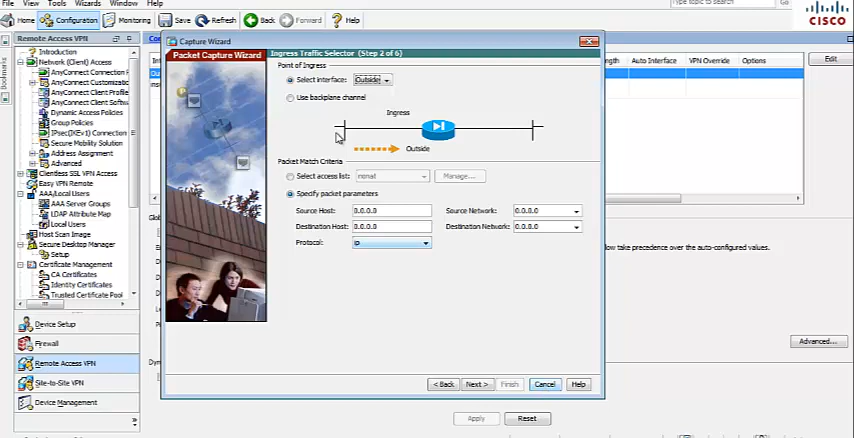 File View Tools Wizards Window Help
Type topic to search Go
Home Configuration Monitoring Save Refresh Back Forward Help
CISCO
Bookmarks
Remote Access VPN
Introduction
Network (Client) Access
AnyConnect Connection
AnyConnect Customizatio
AnyConnect Client Profile
AnyConnect Client Softw
Dynamic Access Policies
Group Policies
IPsec(IKEv1) Connection
Secure Mobility Solution
Address Assignment
Advanced
Clientless SSL VPN Access
Easy VPN Remote
AAA/Local Users
AAA Server Groups
LDAP Attribute Map
Local Users
Host Scan Image
Secure Desktop Manager
Setup
Certificate Management
CA Certificates
Identity Certificates
Trusted Certificate Pool
Device Setup
Firewall
Remote Access VPN
Site-to-Site VPN
Device Management
Capture Wizard
Packet Capture Wizard
Ingress Traffic Selector (Step 2 of 6)
Point of Ingress
Select interface: Outside
Use backplane channel
Ingress
Outside
Packet Match Criteria
Select access list: nonat Manage...
Specify packet parameters
Source Host: 0.0.0.0 Source Network: 0.0.0.0
Destination Host: 0.0.0.0 Destination Network: 0.0.0.0
Protocol: ip
< Back Next > Finish Cancel Help
ngth Auto Interface VPN Override Options
Edit
low take precedence over the auto-configured values.
Advanced...
Apply Reset